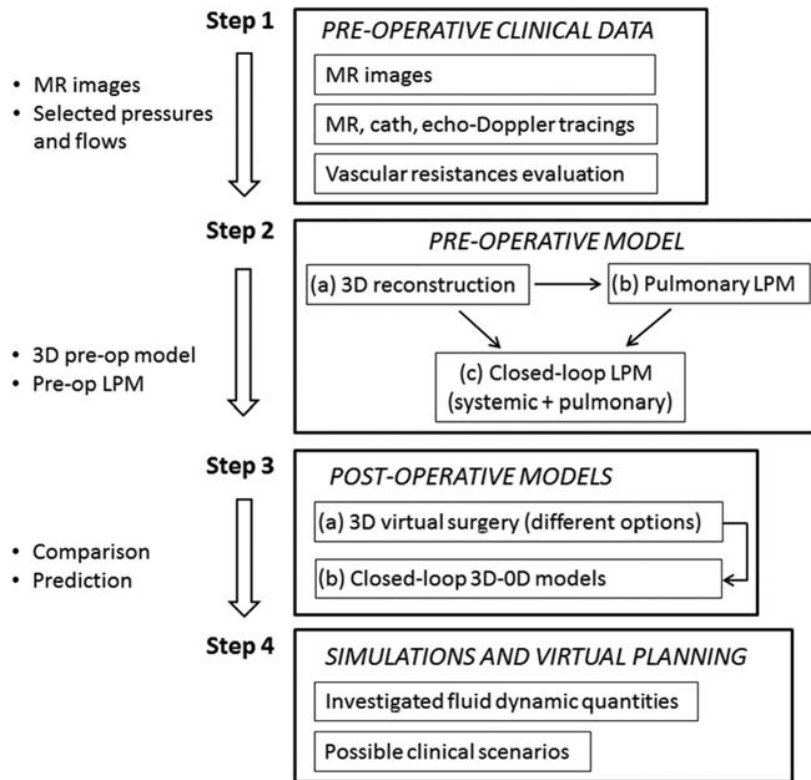 Step 1
PRE-OPERATIVE CLINICAL DATA
MR images
MR, cath, echo-Doppler tracings
Vascular resistances evaluation
• MR images
• Selected pressures
and flows
Step 2
PRE-OPERATIVE MODEL
(a) 3D reconstruction
(b) Pulmonary LPM
(c) Closed-loop LPM
(systemic + pulmonary)
• 3D pre-op model
• Pre-op LPM
Step 3
POST-OPERATIVE MODELS
(a) 3D virtual surgery (different options)
(b) Closed-loop 3D-0D models
• Comparison
• Prediction
Step 4
SIMULATIONS AND VIRTUAL PLANNING
Investigated fluid dynamic quantities
Possible clinical scenarios